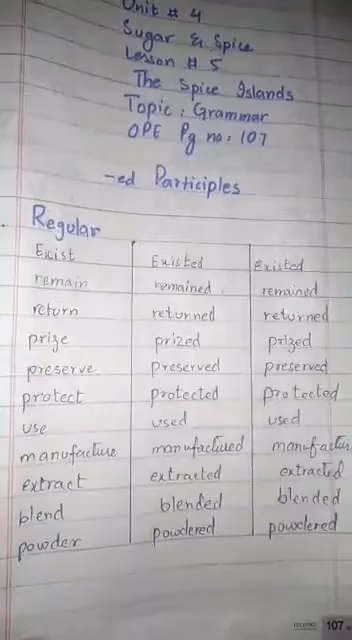 Unit # 4
Sugar & Spice
Lesson # 5
The Spice Islands
Topic : Grammar
OPE Pg no : 107
-ed Participles
Regular
Exist Existed Existed
remain remained remained
return returned returned
prize prized prized
preserve preserved preserved
protect protected protected
use used used
manufacture manufactued manufactu
extract extracted extracted
blend blended blended
powder powdered powdered
107